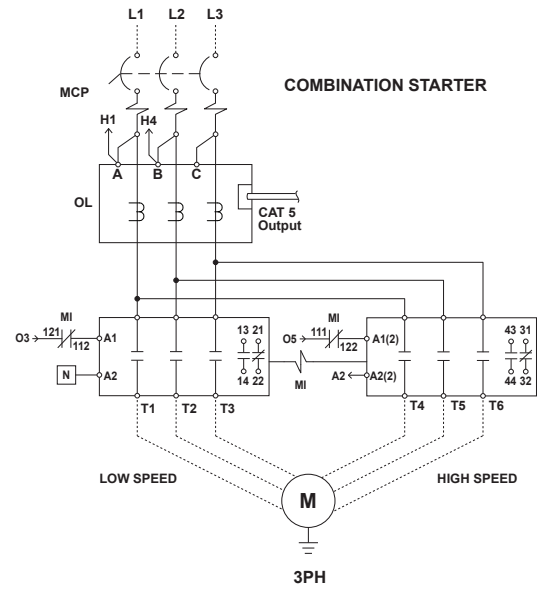 L1 L2 L3
COMBINATION STARTER
MCP
H1 H4
A B C
OL
CAT 5
Output
MI MI
121 13 21 111 43 31
O3 A1 O5 A1(2)
112 122
N A2 14 22 MI A2 A2(2) 44 32
T1 T2 T3 T4 T5 T6
LOW SPEED HIGH SPEED
M
3PH